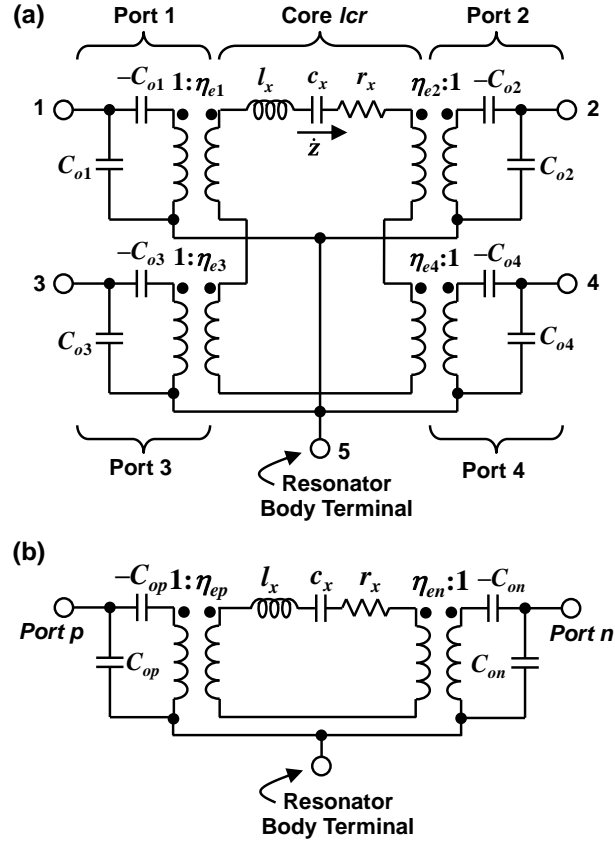 (a)
Port 1 Core lcr Port 2
−Cₒ₁ 1:ηₑ₁ lₓ cₓ rₓ ηₑ₂:1 −Cₒ₂
1 ż 2
Cₒ₁ Cₒ₂
−Cₒ₃ 1:ηₑ₃ ηₑ₄:1 −Cₒ₄
3 4
Cₒ₃ Cₒ₄
Port 3 5 Port 4
Resonator
Body Terminal
(b)
−Cₒₚ 1:ηₑₚ lₓ cₓ rₓ ηₑₙ:1 −Cₒₙ
Port p Port n
Cₒₚ Cₒₙ
Resonator
Body Terminal